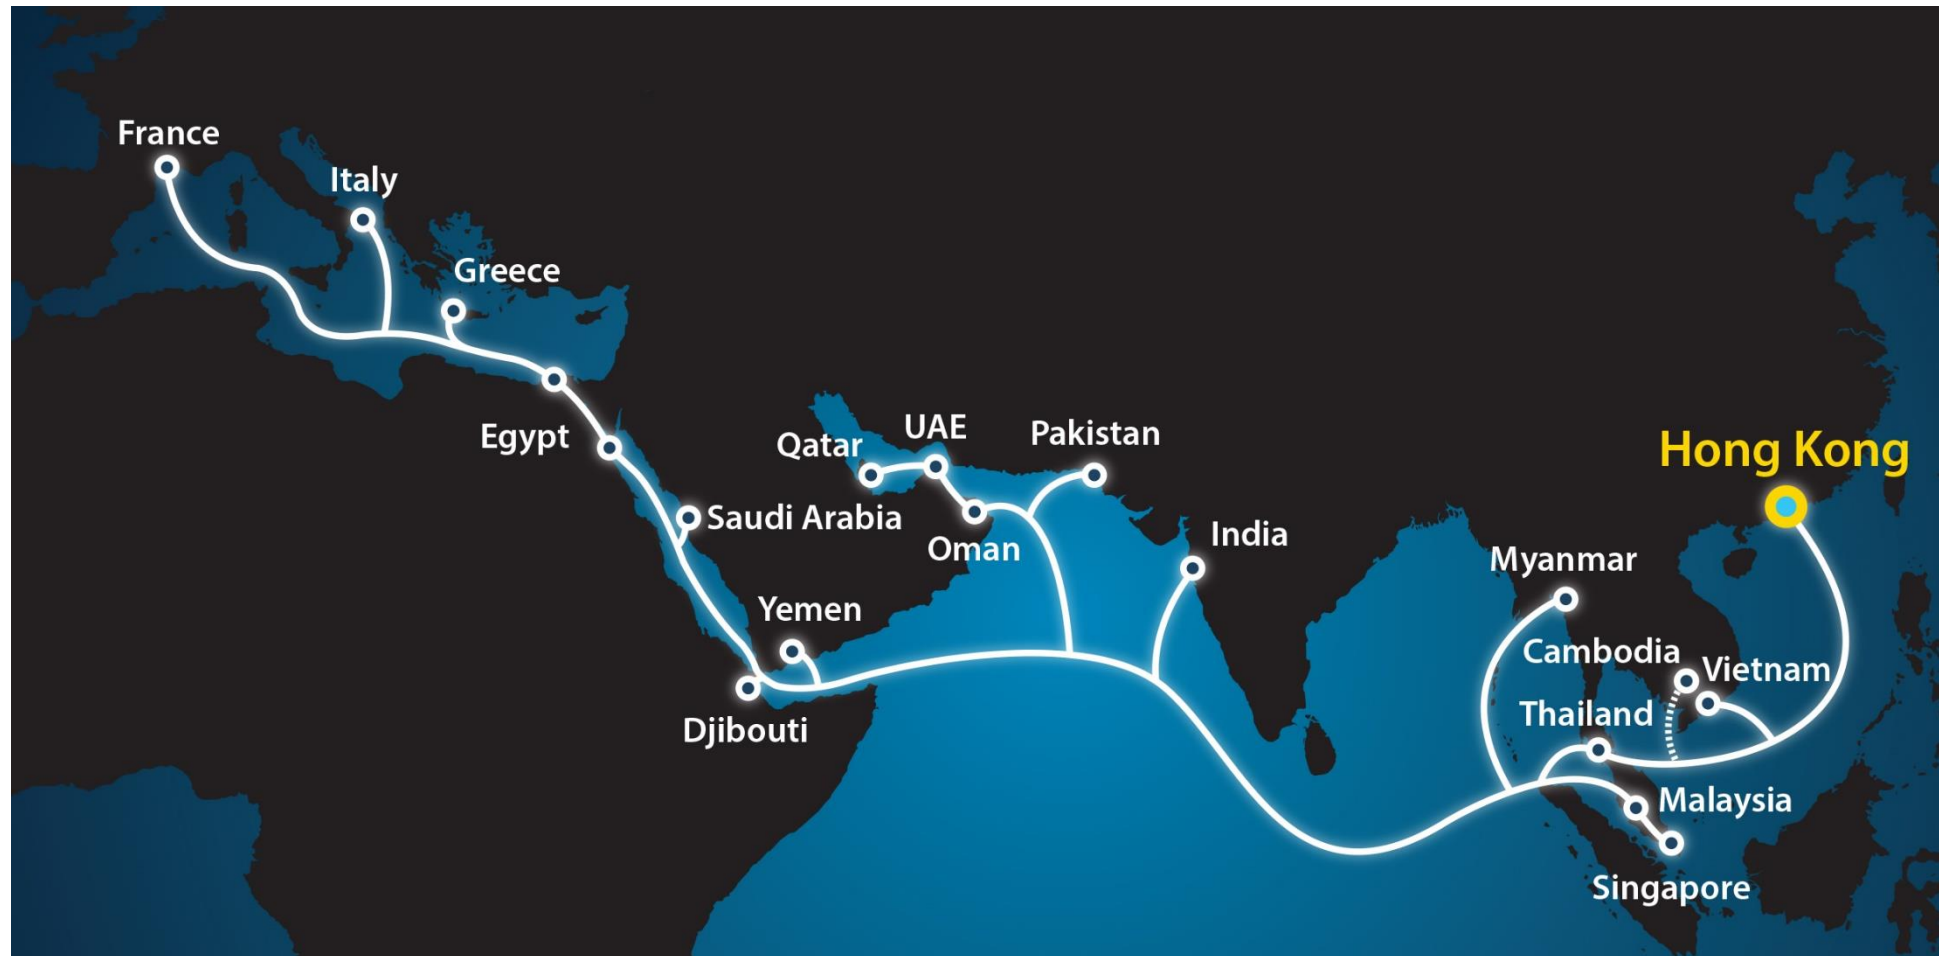 France
Italy
Greece
Egypt
Qatar
UAE
Pakistan
Hong Kong
Saudi Arabia
Oman
India
Myanmar
Yemen
Cambodia
Vietnam
Thailand
Djibouti
Malaysia
Singapore